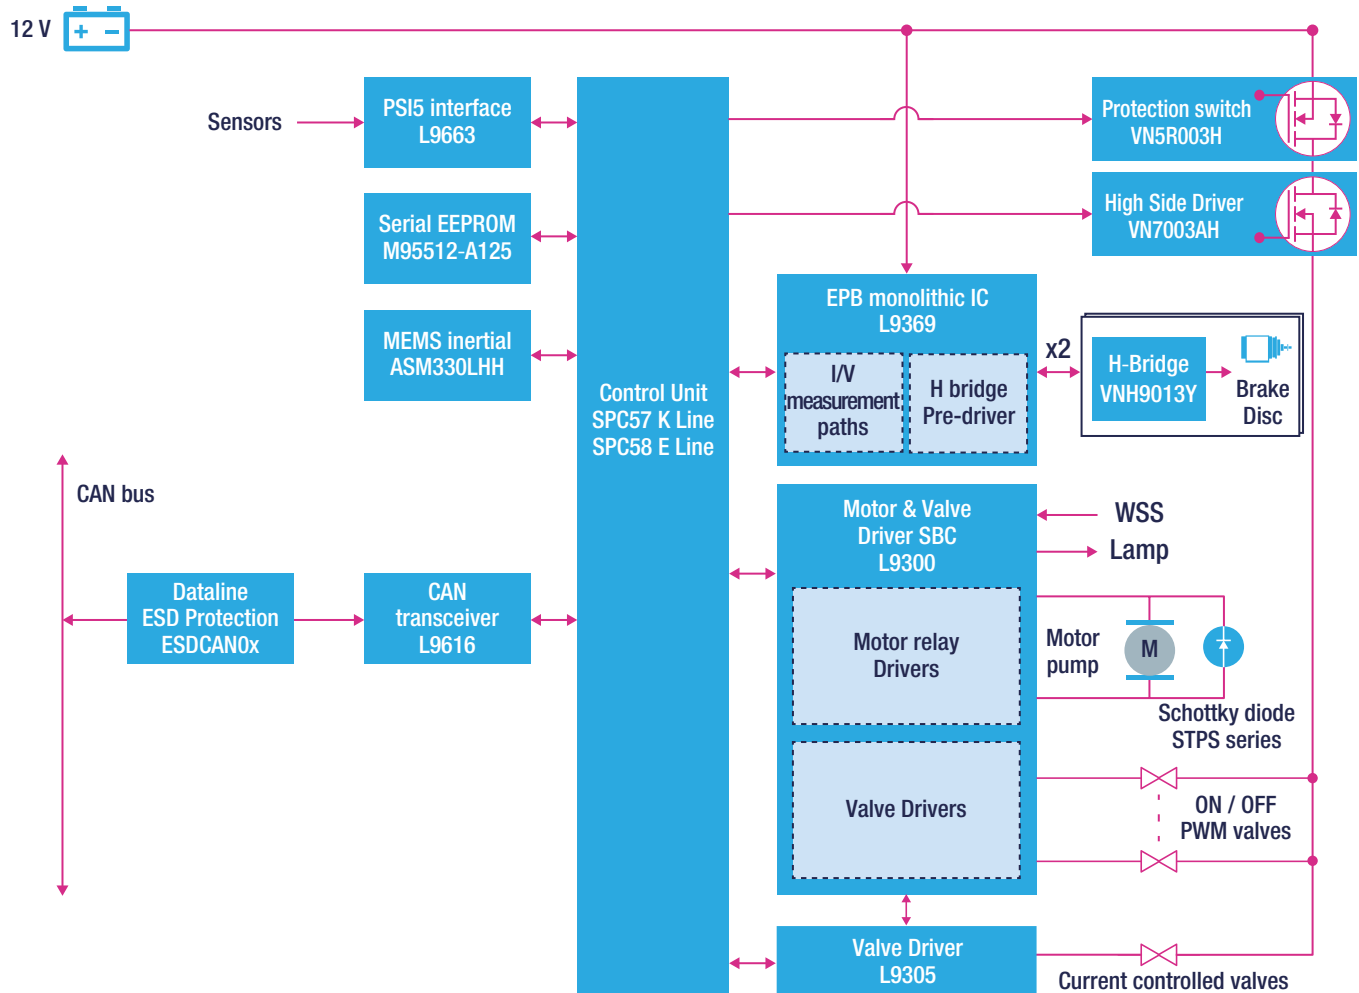 12 V
Sensors
PSI5 interface
L9663
Serial EEPROM
M95512-A125
MEMS inertial
ASM330LHH
CAN bus
Dataline
ESD Protection
ESDCAN0x
CAN
transceiver
L9616
Control Unit
SPC57 K Line
SPC58 E Line
Protection switch
VN5R003H
High Side Driver
VN7003AH
EPB monolithic IC
L9369
I/V
measurement
paths
H bridge
Pre-driver
x2
H-Bridge
VNH9013Y
Brake
Disc
Motor & Valve
Driver SBC
L9300
WSS
Lamp
Motor relay
Drivers
Motor
pump
M
Schottky diode
STPS series
Valve Drivers
ON / OFF
PWM valves
Valve Driver
L9305
Current controlled valves